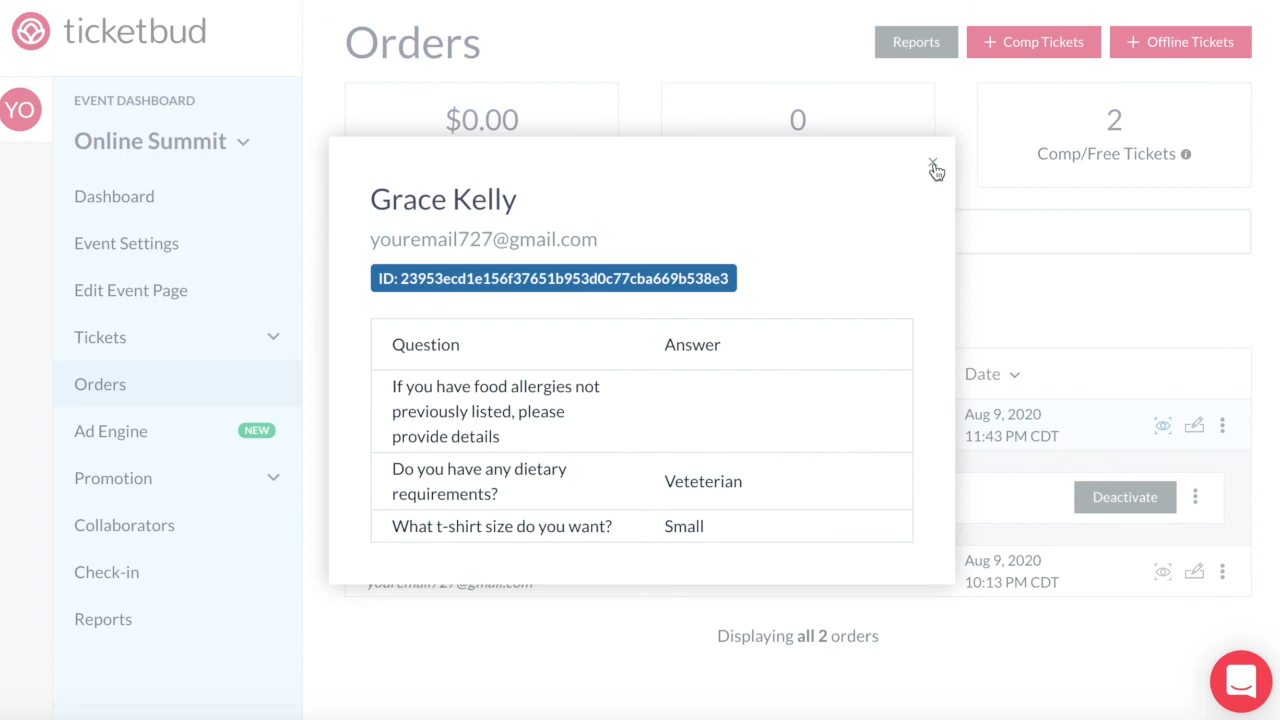 ticketbud
Orders
Reports
+ Comp Tickets
+ Offline Tickets
YO
EVENT DASHBOARD
Online Summit
Dashboard
Event Settings
Edit Event Page
Tickets
Orders
Ad Engine NEW
Promotion
Collaborators
Check-in
Reports
$0.00
0
2
Comp/Free Tickets
Grace Kelly
youremail727@gmail.com
ID: 23953ecd1e156f37651b953d0c77cba669b538e3
Question Answer
If you have food allergies not
previously listed, please
provide details
Do you have any dietary
requirements?
Veteterian
What t-shirt size do you want? Small
Date
Aug 9, 2020
11:43 PM CDT
Deactivate
Aug 9, 2020
10:13 PM CDT
youremail727@gmail.com
Displaying all 2 orders